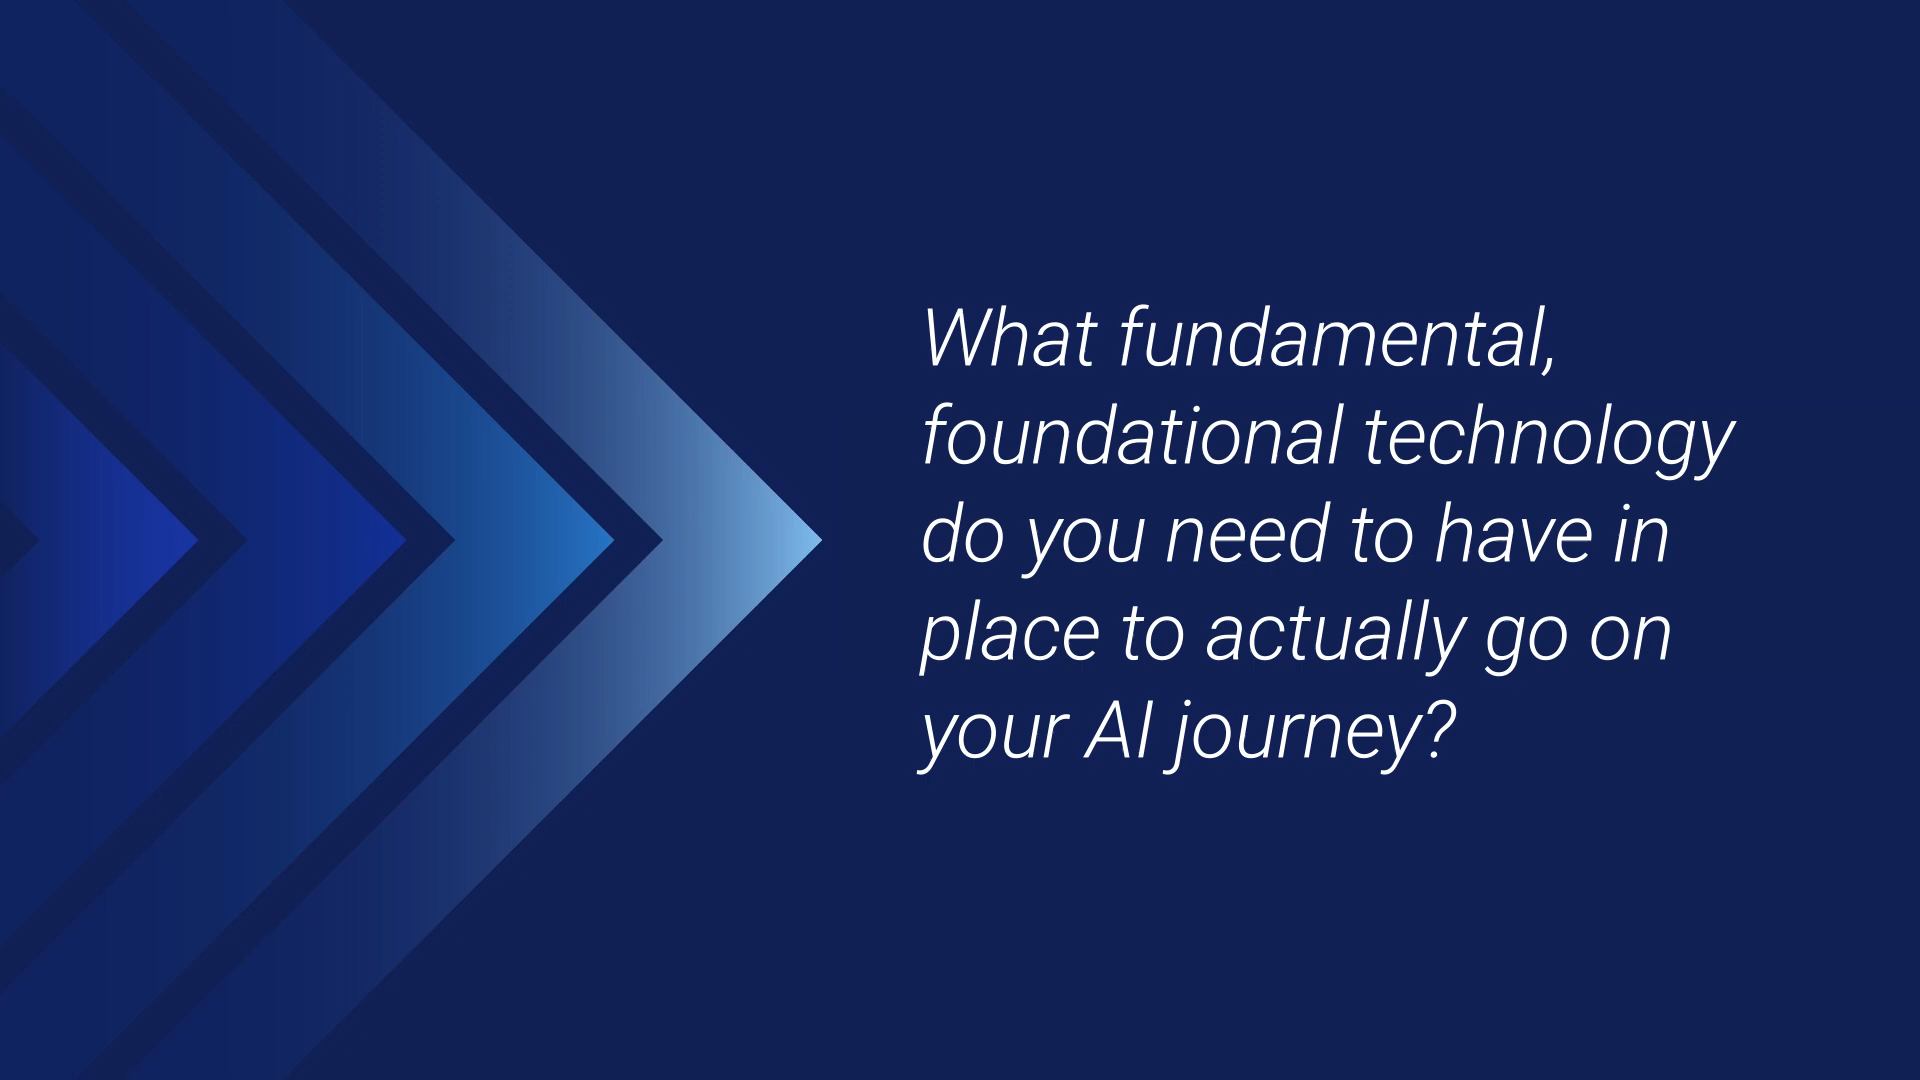 What fundamental,
foundational technology
do you need to have in
place to actually go on
your AI journey?